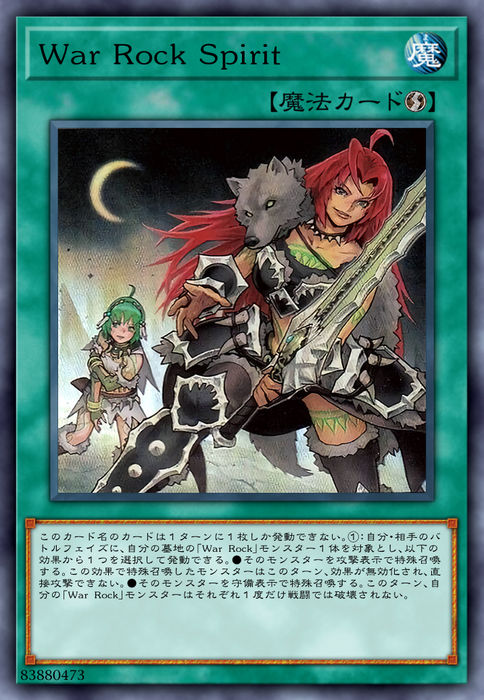 War Rock Spirit
魔
【魔法カード】
このカード名のカードは1ターンに1枚しか発動できない。①:自分・相手のバ
トルフェイズに、自分の墓地の「War Rock」モンスター1体を対象とし、以下の
効果から1つを選択して発動できる。●そのモンスターを攻撃表示で特殊召喚
する。この効果で特殊召喚したモンスターはこのターン、効果が無効化され、直
接攻撃できない。●そのモンスターを守備表示で特殊召喚する。このターン、自
分の「War Rock」モンスターはそれぞれ1度だけ戦闘では破壊されない。
83880473